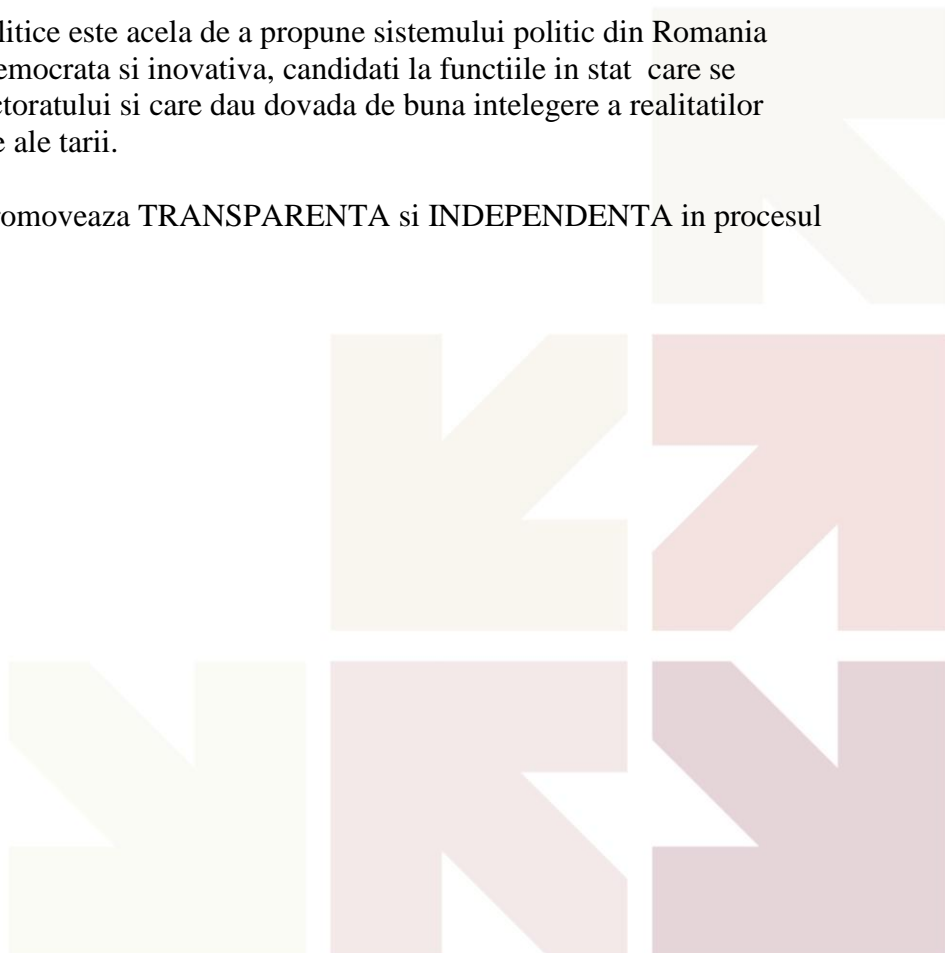 litice este acela de a propune sistemului politic din Romania
emocrata si inovativa, candidati la functiile in stat care se
ctoratului si care dau dovada de buna intelegere a realitatilor
e ale tarii.
romoveaza TRANSPARENTA si INDEPENDENTA in procesul